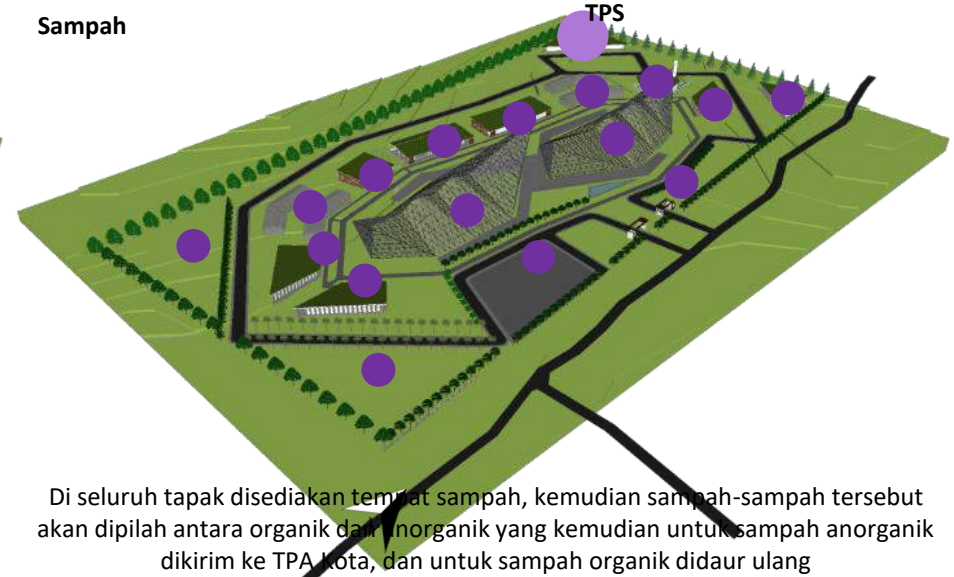 Sampah
TPS
Di seluruh tapak disediakan tempat sampah, kemudian sampah-sampah tersebut
akan dipilah antara organik dan inorganik yang kemudian untuk sampah anorganik
dikirim ke TPA Kota, dan untuk sampah organik didaur ulang